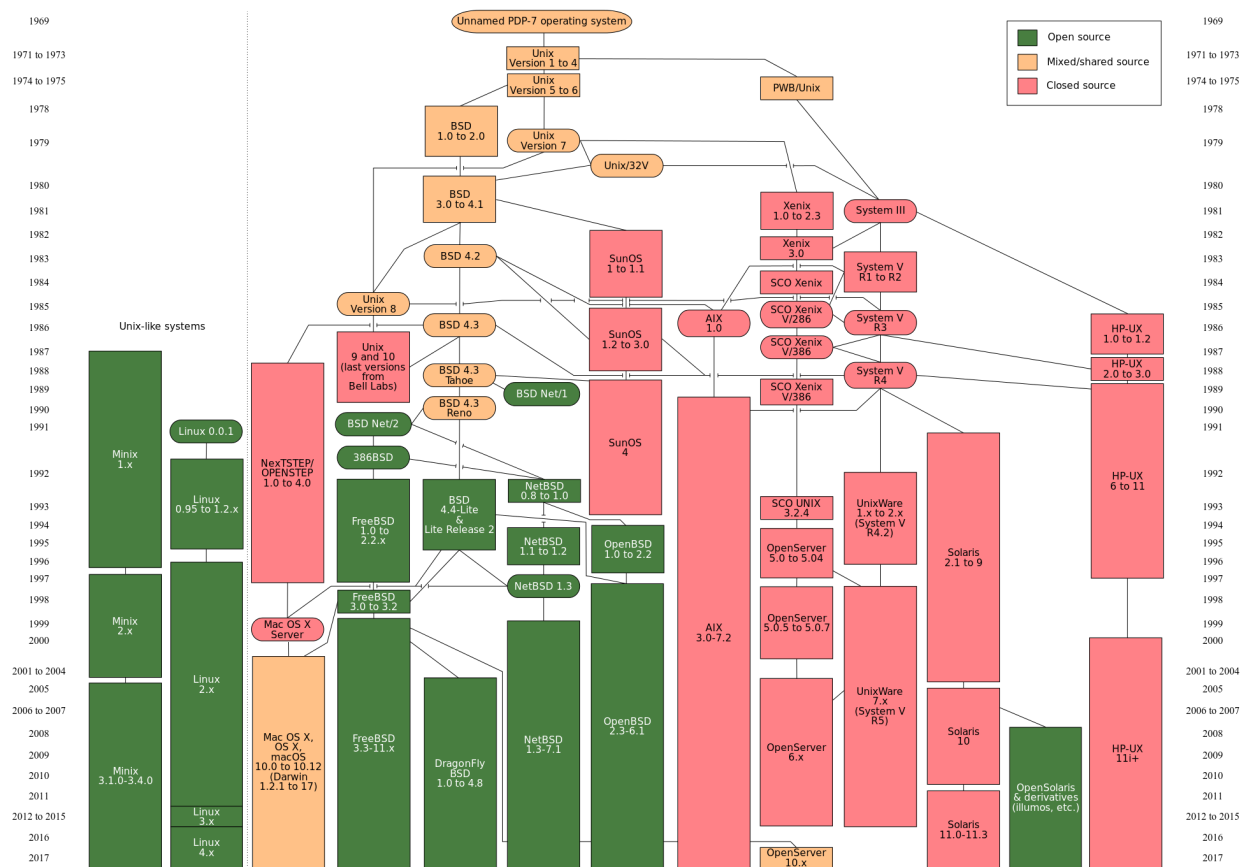 1969
1971 to 1973
1974 to 1975
1978
1979
1980
1981
1982
1983
1984
1985
1986
1987
1988
1989
1990
1991
1992
1993
1994
1995
1996
1997
1998
1999
2000
2001 to 2004
2005
2006 to 2007
2008
2009
2010
2011
2012 to 2015
2016
2017
Unix-like systems
Minix
1.x
Minix
2.x
Minix
3.1.0-3.4.0
Linux 0.0.1
Linux
0.95 to 1.2.x
Linux
2.x
Linux
3.x
Linux
4.x
Unnamed PDP-7 operating system
Unix
Version 1 to 4
Unix
Version 5 to 6
PWB/Unix
BSD
1.0 to 2.0
Unix
Version 7
Unix/32V
BSD
3.0 to 4.1
Xenix
1.0 to 2.3
System III
Xenix
3.0
SunOS
1 to 1.1
BSD 4.2
System V
R1 to R2
SCO Xenix
Unix
Version 8
SCO Xenix
V/286
AIX
1.0
System V
R3
BSD 4.3
SunOS
1.2 to 3.0
HP-UX
1.0 to 1.2
Unix
9 and 10
(last versions
from
Bell Labs)
SCO Xenix
V/386
HP-UX
2.0 to 3.0
BSD 4.3
Tahoe
System V
R4
BSD Net/1
SCO Xenix
V/386
BSD 4.3
Reno
BSD Net/2
SunOS
4
386BSD
NexTSTEP/
OPENSTEP
1.0 to 4.0
HP-UX
6 to 11
NetBSD
0.8 to 1.0
BSD
4.4-Lite
&
Lite Release 2
SCO UNIX
3.2.4
UnixWare
1.x to 2.x
(System V
R4.2)
FreeBSD
1.0 to
2.2.x
NetBSD
1.1 to 1.2
OpenBSD
1.0 to 2.2
OpenServer
5.0 to 5.04
Solaris
2.1 to 9
NetBSD 1.3
FreeBSD
3.0 to 3.2
OpenServer
5.0.5 to 5.0.7
Mac OS X
Server
AIX
3.0-7.2
UnixWare
7.x
(System V
R5)
OpenBSD
2.3-6.1
Mac OS X,
OS X,
macOS
10.0 to 10.12
(Darwin
1.2.1 to 17)
FreeBSD
3.3-11.x
DragonFly
BSD
1.0 to 4.8
NetBSD
1.3-7.1
OpenServer
6.x
Solaris
10
HP-UX
11i+
OpenSolaris
& derivatives
(illumos, etc.)
Solaris
11.0-11.3
OpenServer
10.x
Open source
Mixed/shared source
Closed source
1969
1971 to 1973
1974 to 1975
1978
1979
1980
1981
1982
1983
1984
1985
1986
1987
1988
1989
1990
1991
1992
1993
1994
1995
1996
1997
1998
1999
2000
2001 to 2004
2005
2006 to 2007
2008
2009
2010
2011
2012 to 2015
2016
2017